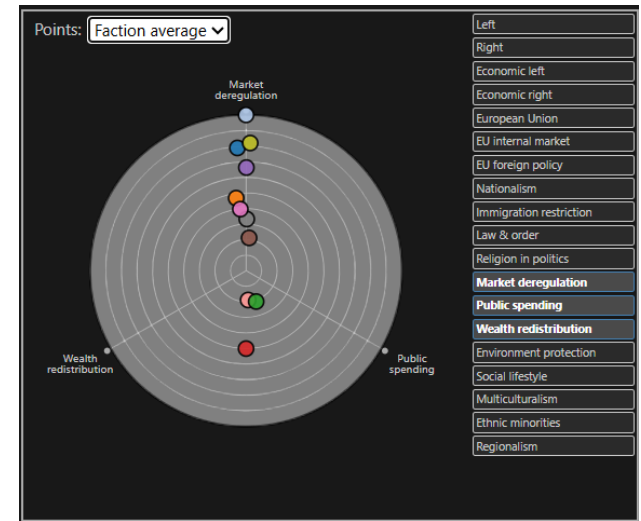 Points: Faction average
Market
deregulation
Wealth
redistribution
Public
spending
Left
Right
Economic left
Economic right
European Union
EU internal market
EU foreign policy
Nationalism
Immigration restriction
Law & order
Religion in politics
Market deregulation
Public spending
Wealth redistribution
Environment protection
Social lifestyle
Multiculturalism
Ethnic minorities
Regionalism